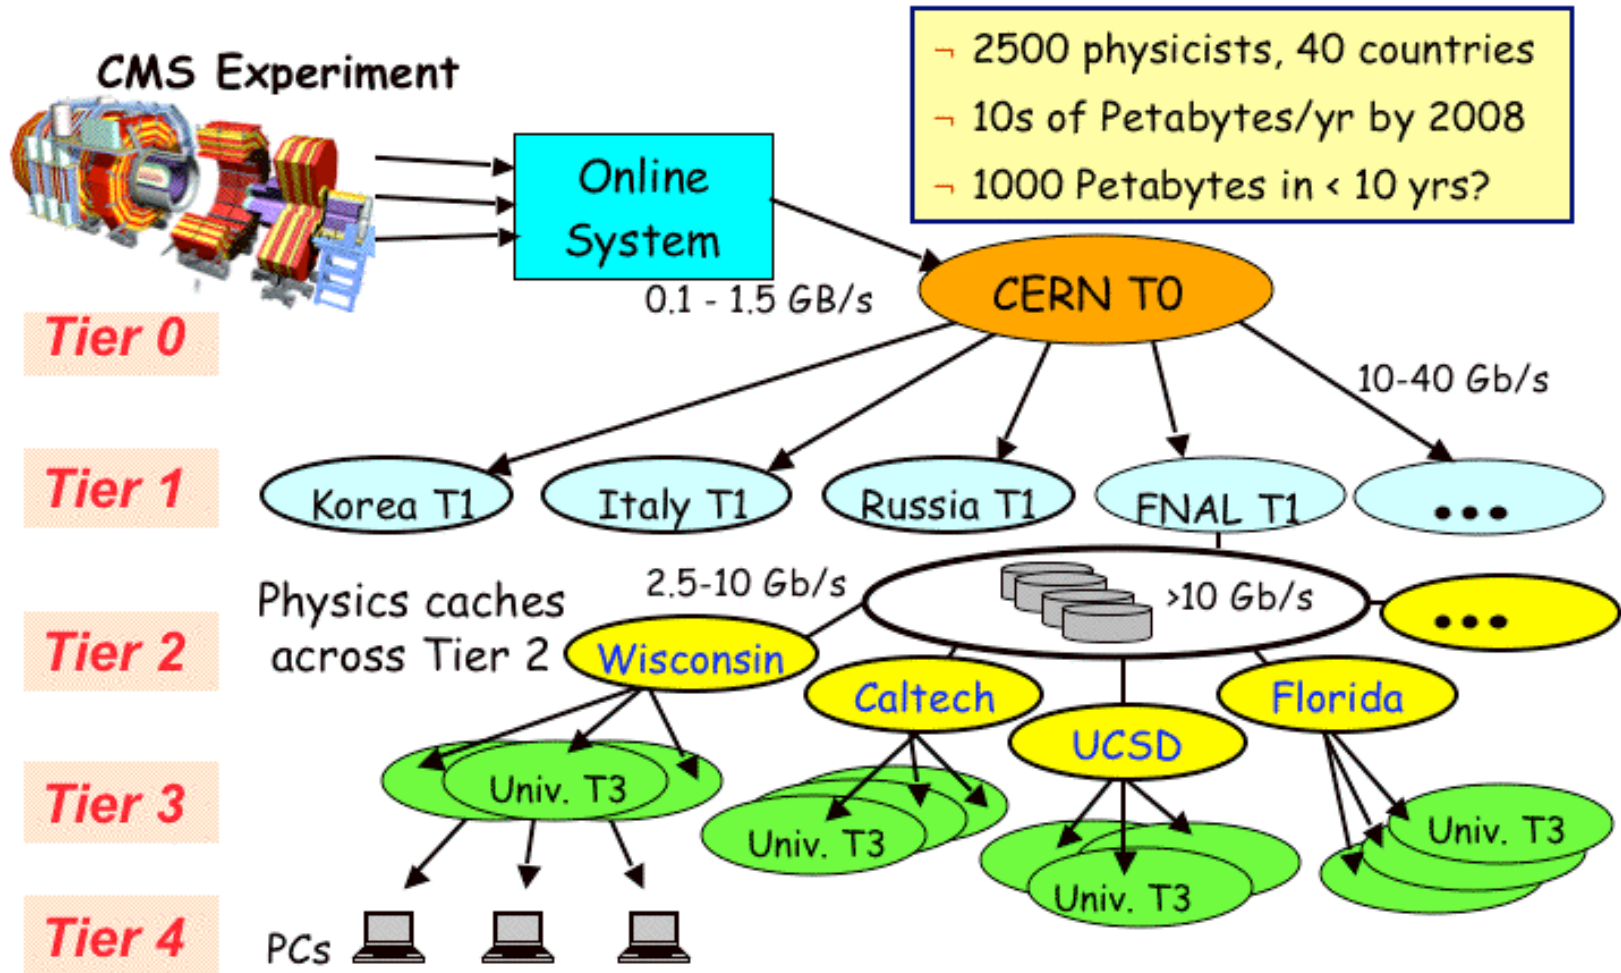 CMS Experiment
¬ 2500 physicists, 40 countries
¬ 10s of Petabytes/yr by 2008
¬ 1000 Petabytes in < 10 yrs?
Online
System
0.1 - 1.5 GB/s
CERN T0
Tier 0
10-40 Gb/s
Tier 1
Korea T1
Italy T1
Russia T1
FNAL T1
•••
Physics caches
across Tier 2
2.5-10 Gb/s
>10 Gb/s
•••
Tier 2
Wisconsin
Caltech
UCSD
Florida
Tier 3
Univ. T3
Univ. T3
Univ. T3
Univ. T3
Tier 4
PCs